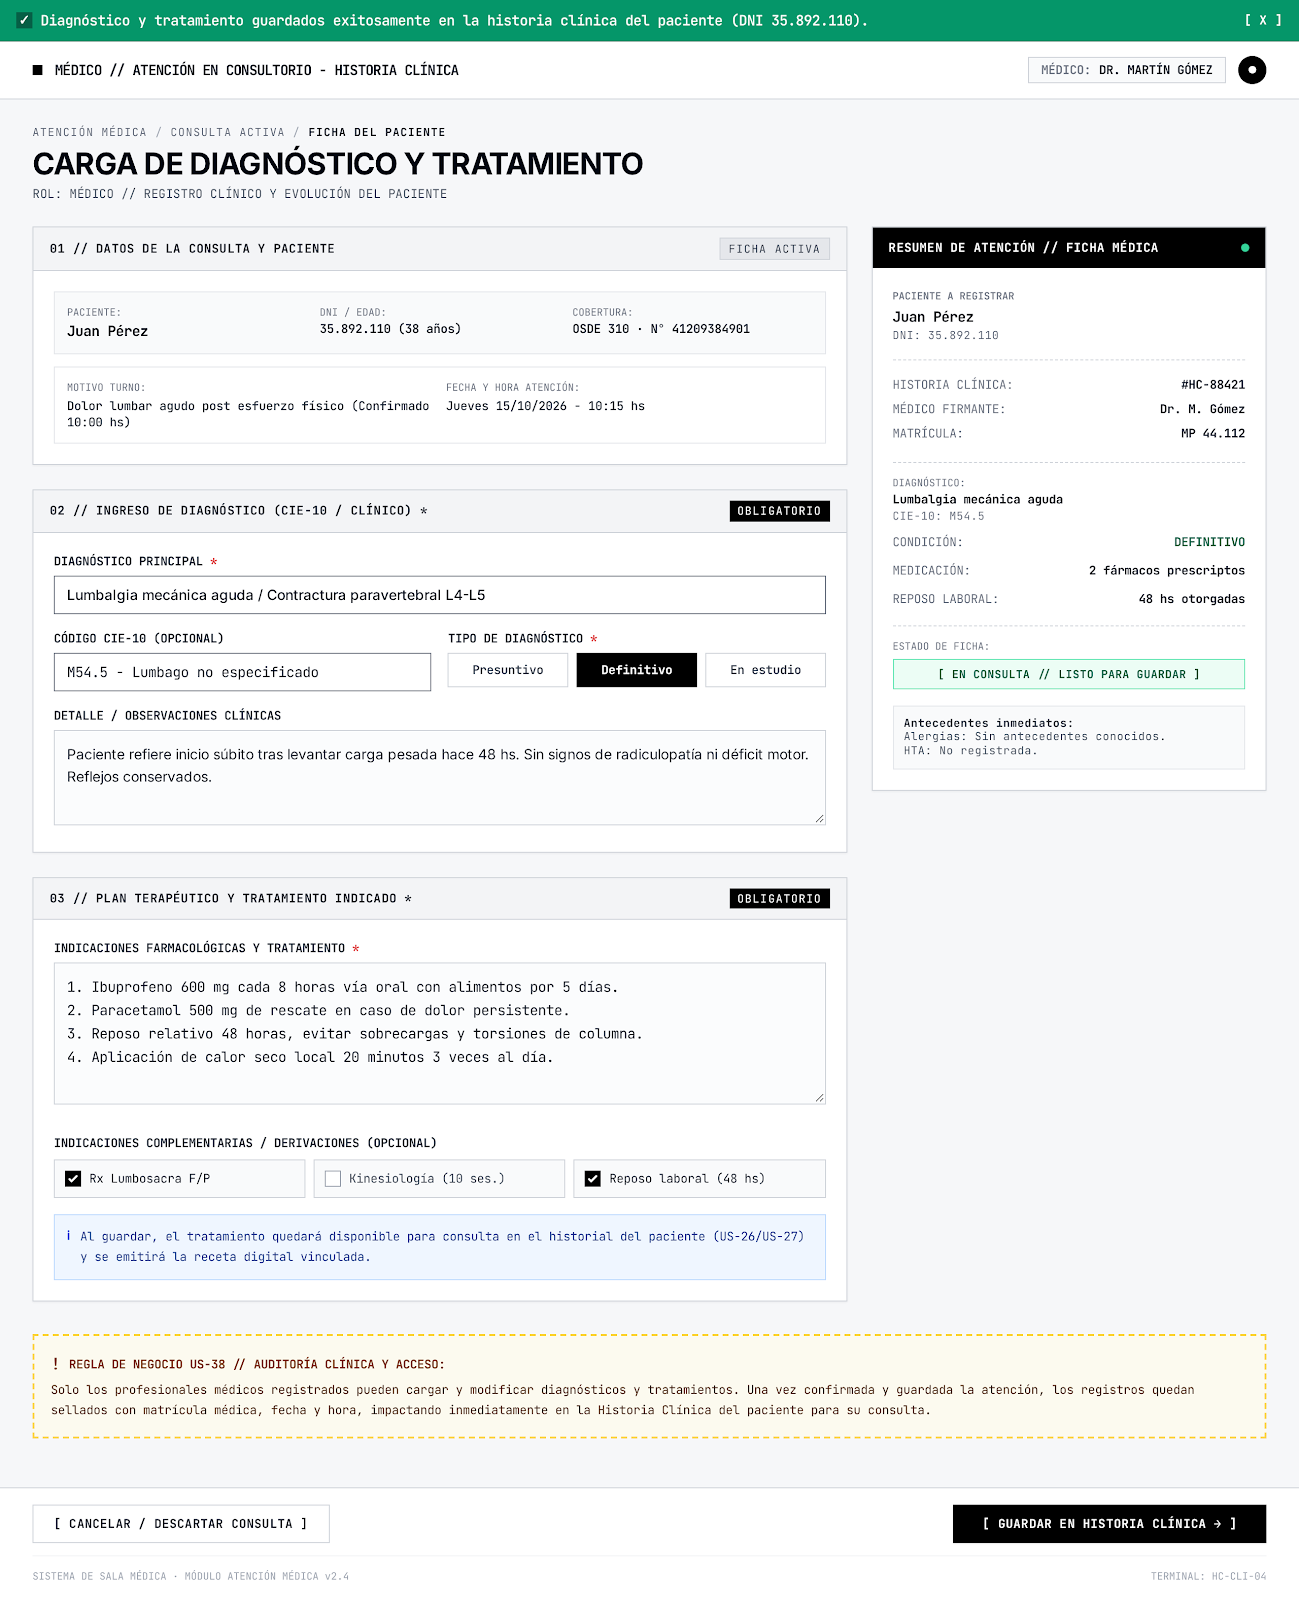 ✓ Diagnóstico y tratamiento guardados exitosamente en la historia clínica del paciente (DNI 35.892.110). [ X ]
MÉDICO // ATENCIÓN EN CONSULTORIO - HISTORIA CLÍNICA
MÉDICO: DR. MARTÍN GÓMEZ
ATENCIÓN MÉDICA / CONSULTA ACTIVA / FICHA DEL PACIENTE
CARGA DE DIAGNÓSTICO Y TRATAMIENTO
ROL: MÉDICO // REGISTRO CLÍNICO Y EVOLUCIÓN DEL PACIENTE
01 // DATOS DE LA CONSULTA Y PACIENTE
FICHA ACTIVA
PACIENTE:
Juan Pérez
DNI / EDAD:
35.892.110 (38 años)
COBERTURA:
OSDE 310 · N° 41209384901
MOTIVO TURNO:
Dolor lumbar agudo post esfuerzo físico (Confirmado
10:00 hs)
FECHA Y HORA ATENCIÓN:
Jueves 15/10/2026 - 10:15 hs
02 // INGRESO DE DIAGNÓSTICO (CIE-10 / CLÍNICO) *
OBLIGATORIO
DIAGNÓSTICO PRINCIPAL *
Lumbalgia mecánica aguda / Contractura paravertebral L4-L5
CÓDIGO CIE-10 (OPCIONAL)
M54.5 - Lumbago no especificado
TIPO DE DIAGNÓSTICO *
Presuntivo
Definitivo
En estudio
DETALLE / OBSERVACIONES CLÍNICAS
Paciente refiere inicio súbito tras levantar carga pesada hace 48 hs. Sin signos de radiculopatía ni déficit motor.
Reflejos conservados.
03 // PLAN TERAPÉUTICO Y TRATAMIENTO INDICADO *
OBLIGATORIO
INDICACIONES FARMACOLÓGICAS Y TRATAMIENTO *
1. Ibuprofeno 600 mg cada 8 horas vía oral con alimentos por 5 días.
2. Paracetamol 500 mg de rescate en caso de dolor persistente.
3. Reposo relativo 48 horas, evitar sobrecargas y torsiones de columna.
4. Aplicación de calor seco local 20 minutos 3 veces al día.
INDICACIONES COMPLEMENTARIAS / DERIVACIONES (OPCIONAL)
Rx Lumbosacra F/P
Kinesiología (10 ses.)
Reposo laboral (48 hs)
i Al guardar, el tratamiento quedará disponible para consulta en el historial del paciente (US-26/US-27)
y se emitirá la receta digital vinculada.
RESUMEN DE ATENCIÓN // FICHA MÉDICA
PACIENTE A REGISTRAR
Juan Pérez
DNI: 35.892.110
HISTORIA CLÍNICA: #HC-88421
MÉDICO FIRMANTE: Dr. M. Gómez
MATRÍCULA: MP 44.112
DIAGNÓSTICO:
Lumbalgia mecánica aguda
CIE-10: M54.5
CONDICIÓN: DEFINITIVO
MEDICACIÓN: 2 fármacos prescriptos
REPOSO LABORAL: 48 hs otorgadas
ESTADO DE FICHA:
[ EN CONSULTA // LISTO PARA GUARDAR ]
Antecedentes inmediatos:
Alergias: Sin antecedentes conocidos.
HTA: No registrada.
! REGLA DE NEGOCIO US-38 // AUDITORÍA CLÍNICA Y ACCESO:
Solo los profesionales médicos registrados pueden cargar y modificar diagnósticos y tratamientos. Una vez confirmada y guardada la atención, los registros quedan
sellados con matrícula médica, fecha y hora, impactando inmediatamente en la Historia Clínica del paciente para su consulta.
[ CANCELAR / DESCARTAR CONSULTA ]
[ GUARDAR EN HISTORIA CLÍNICA → ]
SISTEMA DE SALA MÉDICA · MÓDULO ATENCIÓN MÉDICA v2.4
TERMINAL: HC-CLI-04